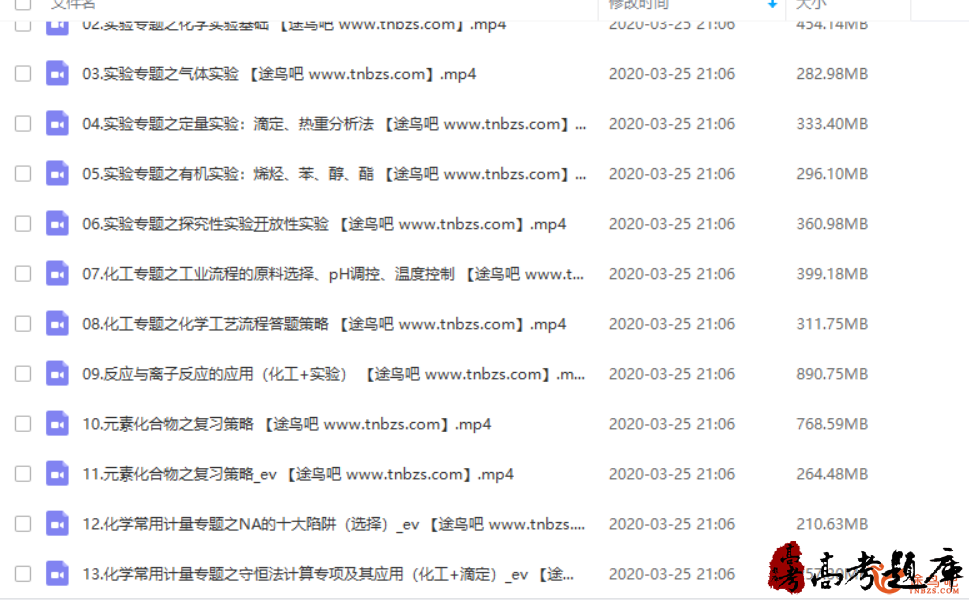 文件名 修改时间 大小
02.实验专题之化学实验基础 【途鸟吧 www.tnbzs.com】.mp4 2020-03-25 21:06 454.14MB
03.实验专题之气体实验 【途鸟吧 www.tnbzs.com】.mp4 2020-03-25 21:06 282.98MB
04.实验专题之定量实验：滴定、热重分析法 【途鸟吧 www.tnbzs.com】... 2020-03-25 21:06 333.40MB
05.实验专题之有机实验：烯烃、苯、醇、酯 【途鸟吧 www.tnbzs.com】... 2020-03-25 21:06 296.10MB
06.实验专题之探究性实验开放性实验 【途鸟吧 www.tnbzs.com】.mp4 2020-03-25 21:06 360.98MB
07.化工专题之工业流程的原料选择、pH调控、温度控制 【途鸟吧 www.t... 2020-03-25 21:06 399.18MB
08.化工专题之化学工艺流程答题策略 【途鸟吧 www.tnbzs.com】.mp4 2020-03-25 21:06 311.75MB
09.反应与离子反应的应用（化工+实验） 【途鸟吧 www.tnbzs.com】.m... 2020-03-25 21:06 890.75MB
10.元素化合物之复习策略 【途鸟吧 www.tnbzs.com】.mp4 2020-03-25 21:06 768.59MB
11.元素化合物之复习策略_ev 【途鸟吧 www.tnbzs.com】.mp4 2020-03-25 21:06 264.48MB
12.化学常用计量专题之NA的十大陷阱（选择）_ev 【途鸟吧 www.tnbzs.... 2020-03-25 21:06 210.63MB
13.化学常用计量专题之守恒法计算专项及其应用（化工+滴定）_ev 【途... 2020-03-25 21:06
高考 高考题库
途鸟吧
TNBZS.COM